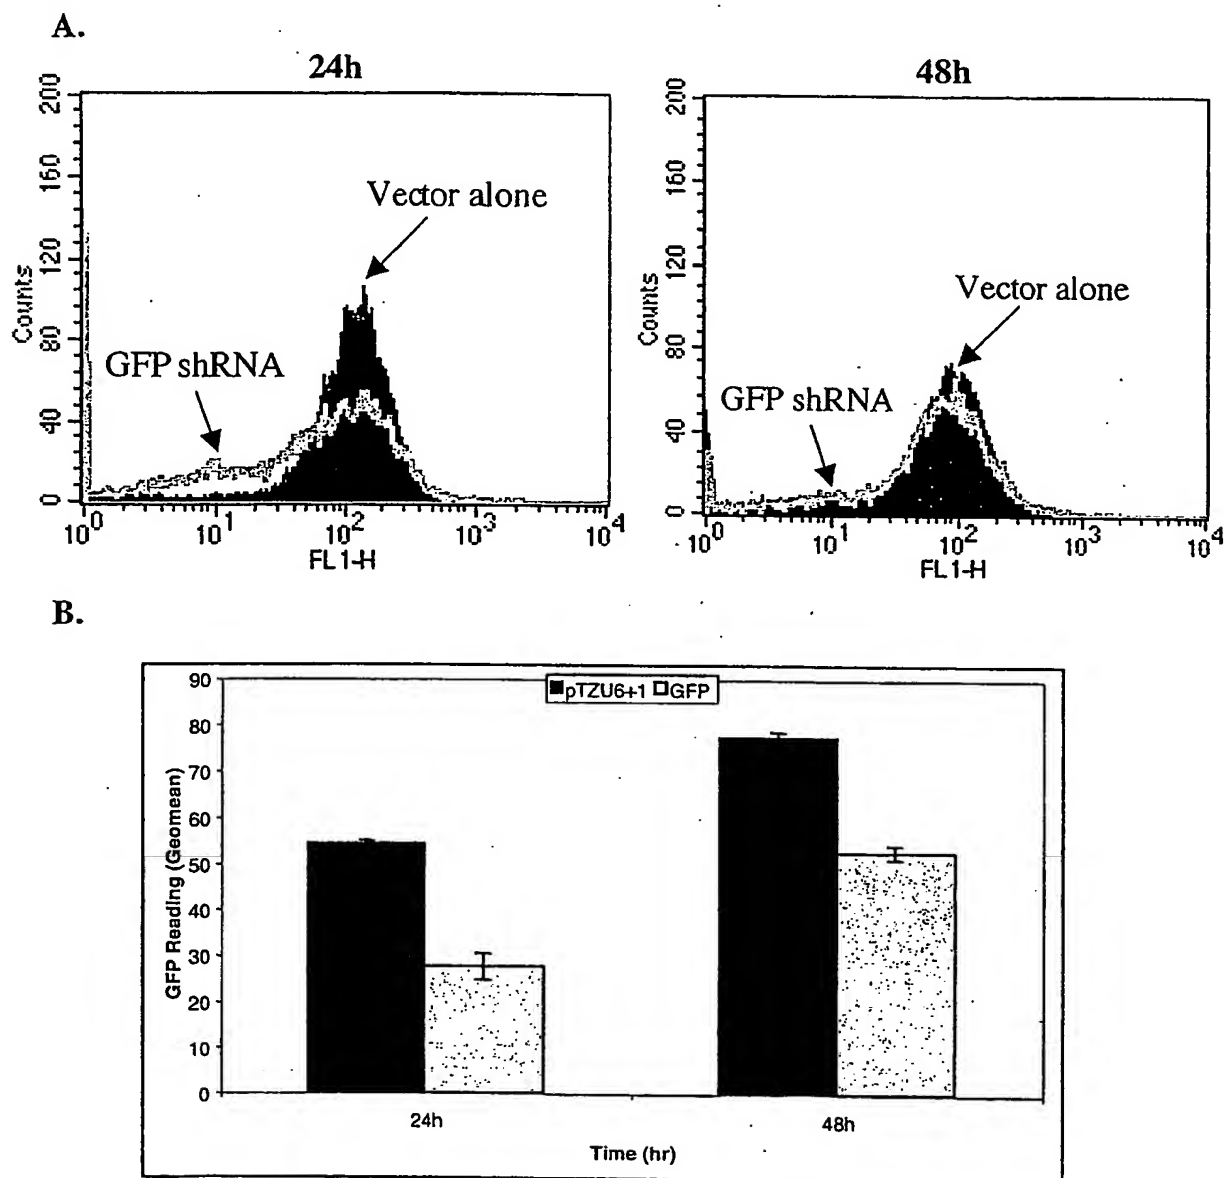 A.
24h
200
160
120
80
40
0
Counts
Vector alone
GFP shRNA
10^0 10^1 10^2 10^3 10^4
FL1-H
48h
200
160
120
80
40
0
Counts
Vector alone
GFP shRNA
10^0 10^1 10^2 10^3 10^4
FL1-H
B.
pTZU6+1 GFP
90
80
70
60
50
40
30
20
10
0
GFP Reading (Geomean)
24h 48h
Time (hr)